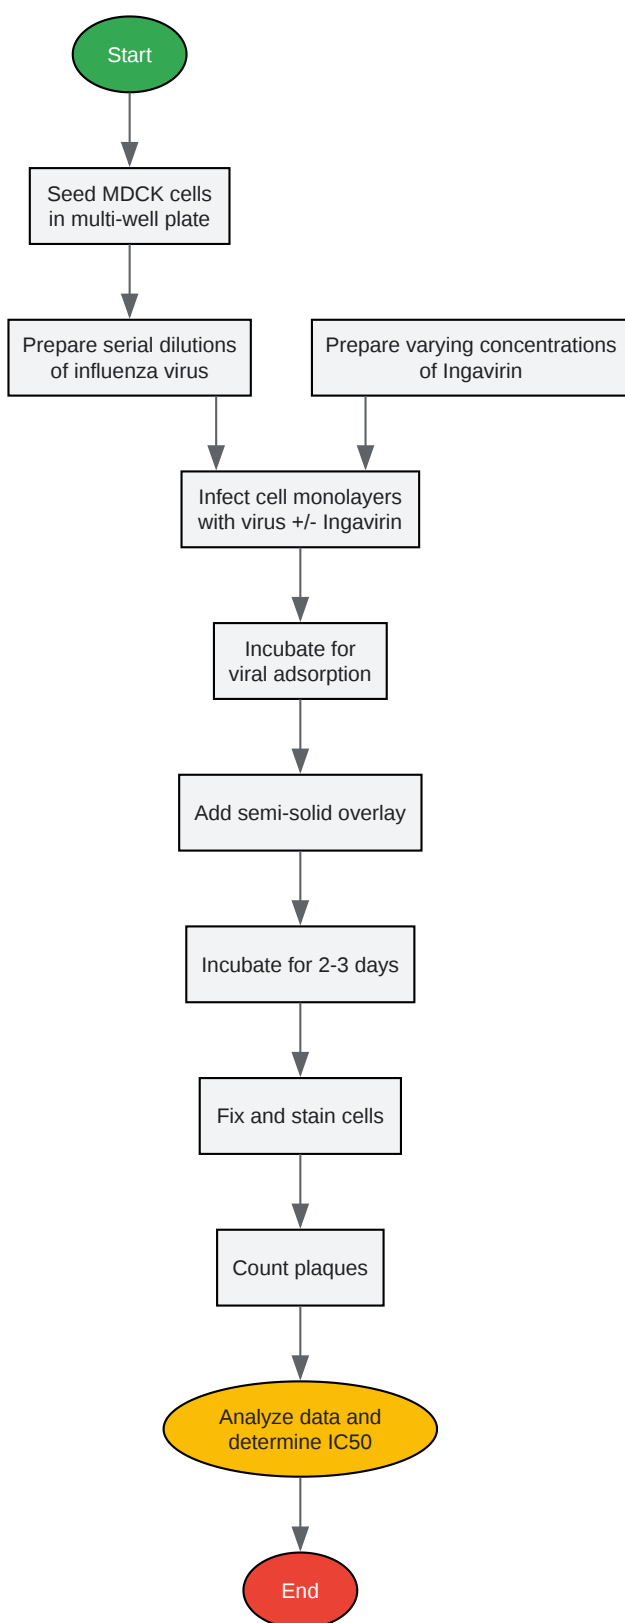 Start
Seed MDCK cells
in multi-well plate
Prepare serial dilutions
of influenza virus
Prepare varying concentrations
of Ingavirin
Infect cell monolayers
with virus +/- Ingavirin
Incubate for
viral adsorption
Add semi-solid overlay
Incubate for 2-3 days
Fix and stain cells
Count plaques
Analyze data and
determine IC50
End